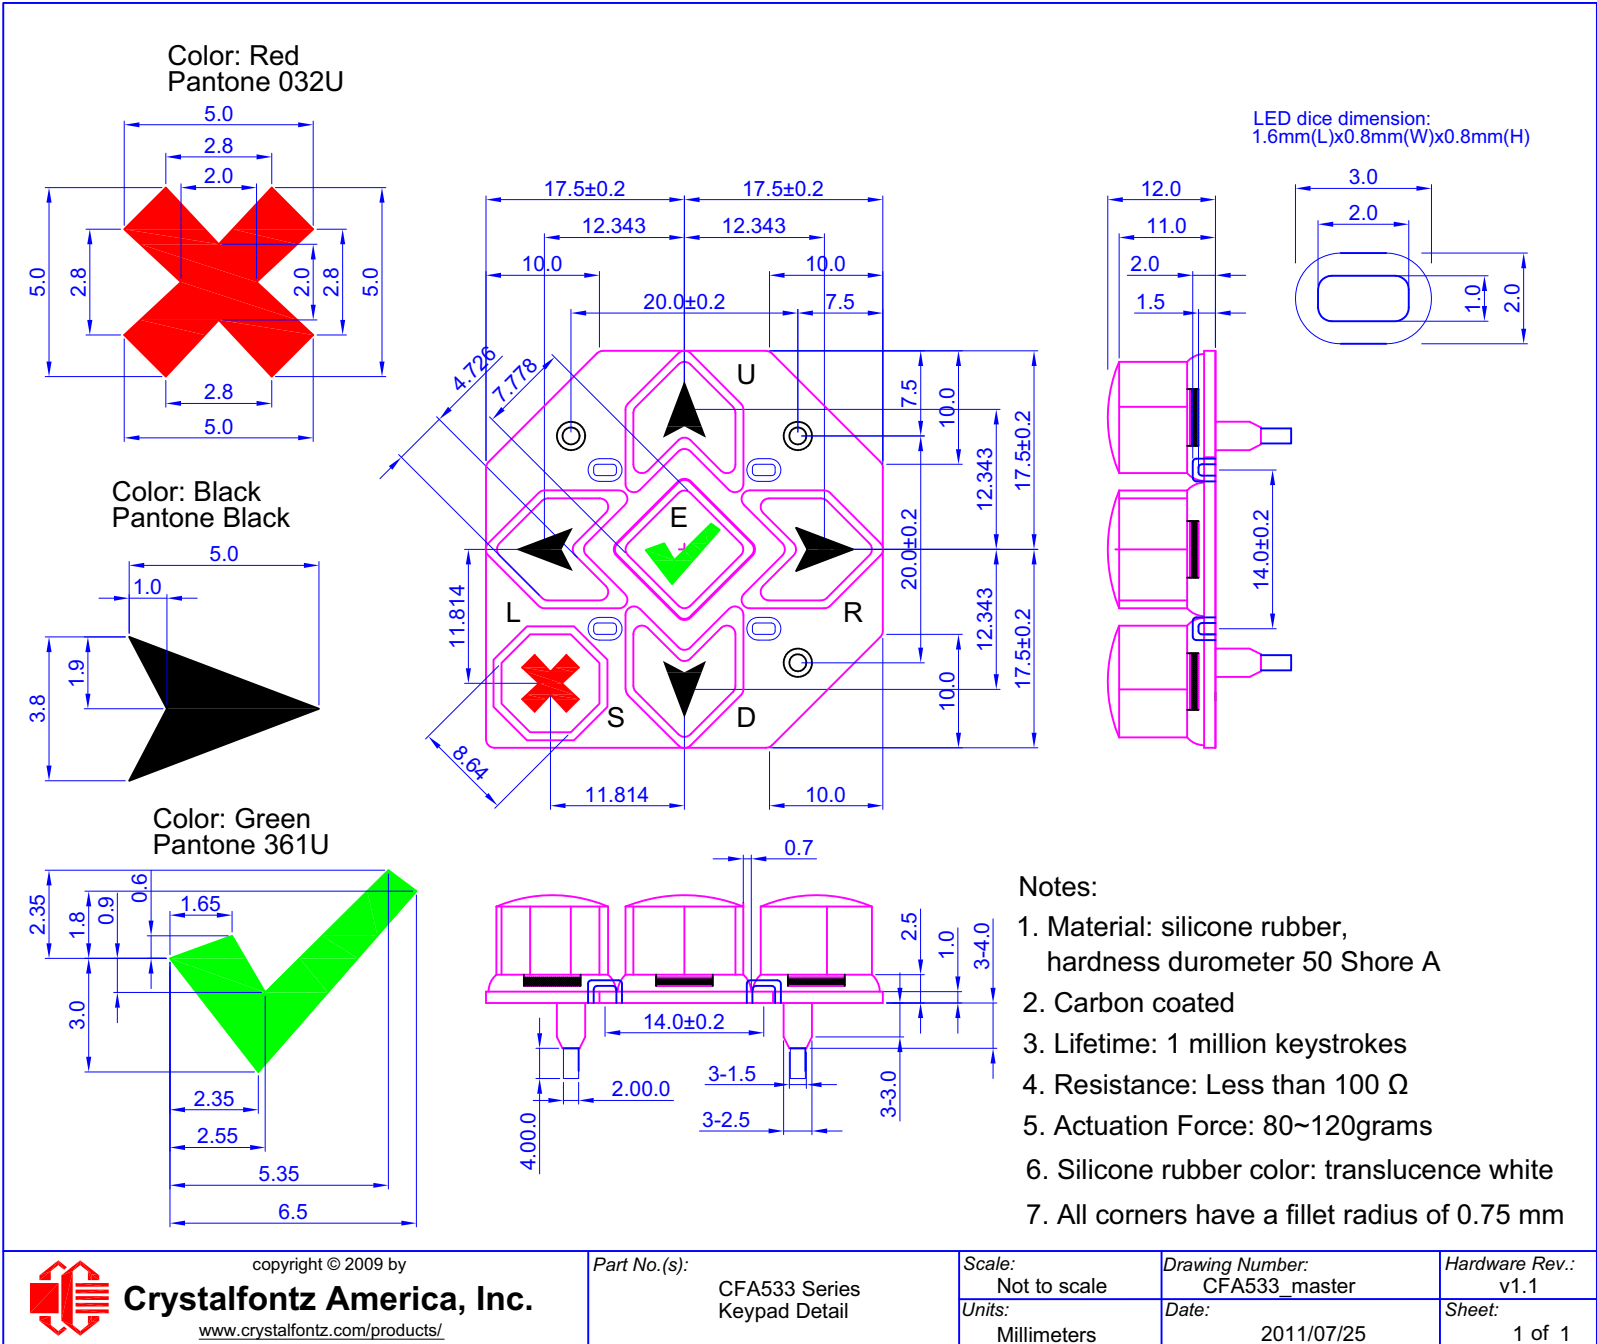 Color: Red
Pantone 032U
5.0
2.8
2.0
5.0
2.8
2.0
2.8
5.0
2.8
5.0
Color: Black
Pantone Black
5.0
1.0
3.8
1.9
Color: Green
Pantone 361U
2.35
1.8
0.9
0.6
1.65
3.0
2.35
2.55
5.35
6.5
17.5±0.2
17.5±0.2
12.343
12.343
10.0
10.0
20.0±0.2
7.5
4.726
7.778
U
E
L
R
S
D
7.5
10.0
12.343
17.5±0.2
20.0±0.2
12.343
17.5±0.2
10.0
11.814
8.64
11.814
10.0
12.0
11.0
2.0
1.5
14.0±0.2
LED dice dimension:
1.6mm(L)x0.8mm(W)x0.8mm(H)
3.0
2.0
1.0
2.0
0.7
2.5
1.0
3-4.0
14.0±0.2
3-1.5
2.00.0
3-2.5
4.00.0
3-3.0
Notes:
1. Material: silicone rubber,
hardness durometer 50 Shore A
2. Carbon coated
3. Lifetime: 1 million keystrokes
4. Resistance: Less than 100 Ω
5. Actuation Force: 80~120grams
6. Silicone rubber color: translucence white
7. All corners have a fillet radius of 0.75 mm
copyright © 2009 by
Crystalfontz America, Inc.
www.crystalfontz.com/products/
Part No.(s):
CFA533 Series
Keypad Detail
Scale:
Not to scale
Units:
Millimeters
Drawing Number:
CFA533_master
Date:
2011/07/25
Hardware Rev.:
v1.1
Sheet:
1 of 1